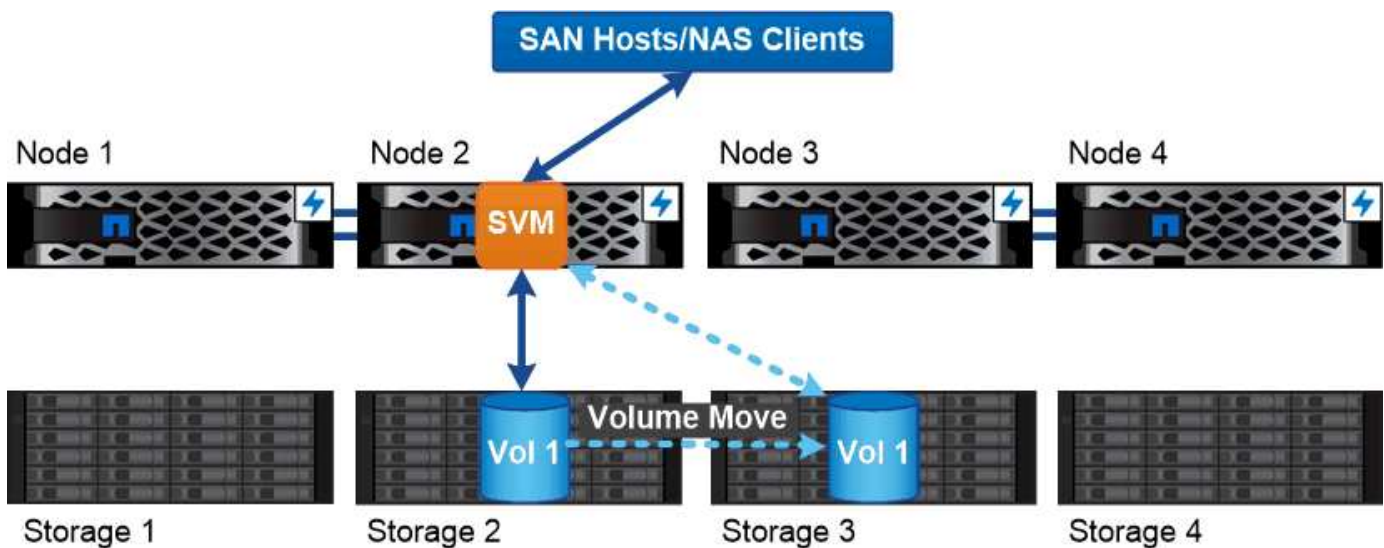 SAN Hosts/NAS Clients
Node 1
Node 2
Node 3
Node 4
SVM
Volume Move
Vol 1
Vol 1
Storage 1
Storage 2
Storage 3
Storage 4